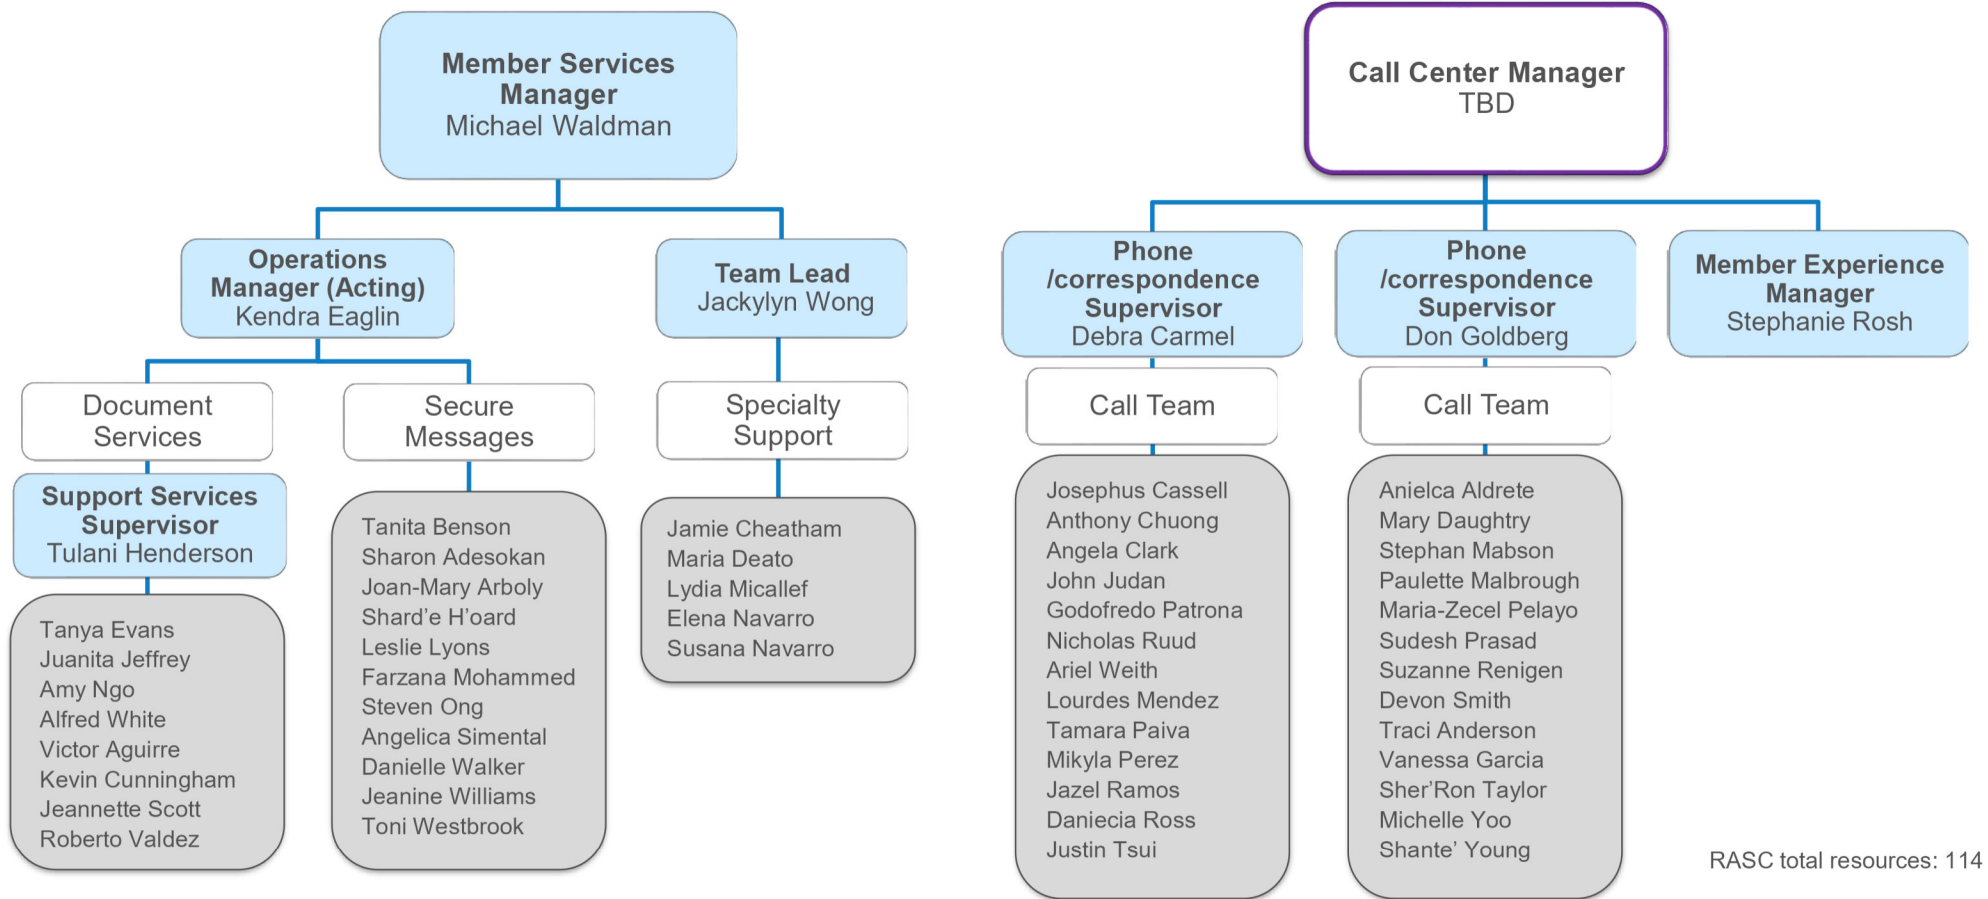 Member Services
Manager
Michael Waldman
Operations
Manager (Acting)
Kendra Eaglin
Team Lead
Jackylyn Wong
Document
Services
Secure
Messages
Specialty
Support
Support Services
Supervisor
Tulani Henderson
Tanya Evans
Juanita Jeffrey
Amy Ngo
Alfred White
Victor Aguirre
Kevin Cunningham
Jeannette Scott
Roberto Valdez
Tanita Benson
Sharon Adesokan
Joan-Mary Arboly
Shard’e H’oard
Leslie Lyons
Farzana Mohammed
Steven Ong
Angelica Simental
Danielle Walker
Jeanine Williams
Toni Westbrook
Jamie Cheatham
Maria Deato
Lydia Micallef
Elena Navarro
Susana Navarro
Call Center Manager
TBD
Phone
/correspondence
Supervisor
Debra Carmel
Phone
/correspondence
Supervisor
Don Goldberg
Member Experience
Manager
Stephanie Rosh
Call Team
Call Team
Josephus Cassell
Anthony Chuong
Angela Clark
John Judan
Godofredo Patrona
Nicholas Ruud
Ariel Weith
Lourdes Mendez
Tamara Paiva
Mikyla Perez
Jazel Ramos
Daniecia Ross
Justin Tsui
Anielca Aldrete
Mary Daughtry
Stephan Mabson
Paulette Malbrough
Maria-Zecel Pelayo
Sudesh Prasad
Suzanne Renigen
Devon Smith
Traci Anderson
Vanessa Garcia
Sher’Ron Taylor
Michelle Yoo
Shante’ Young
RASC total resources: 114